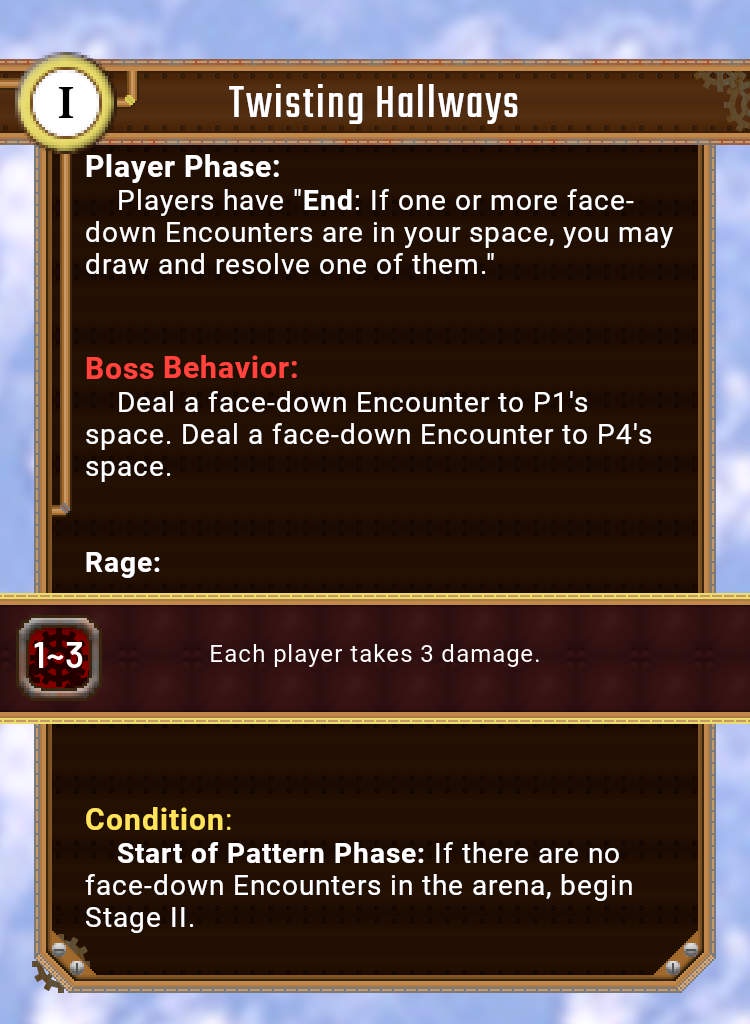 I
Twisting Hallways
Player Phase:
Players have "End: If one or more face-
down Encounters are in your space, you may
draw and resolve one of them."
Boss Behavior:
Deal a face-down Encounter to P1's
space. Deal a face-down Encounter to P4's
space.
Rage:
1~3
Each player takes 3 damage.
Condition:
Start of Pattern Phase: If there are no
face-down Encounters in the arena, begin
Stage II.